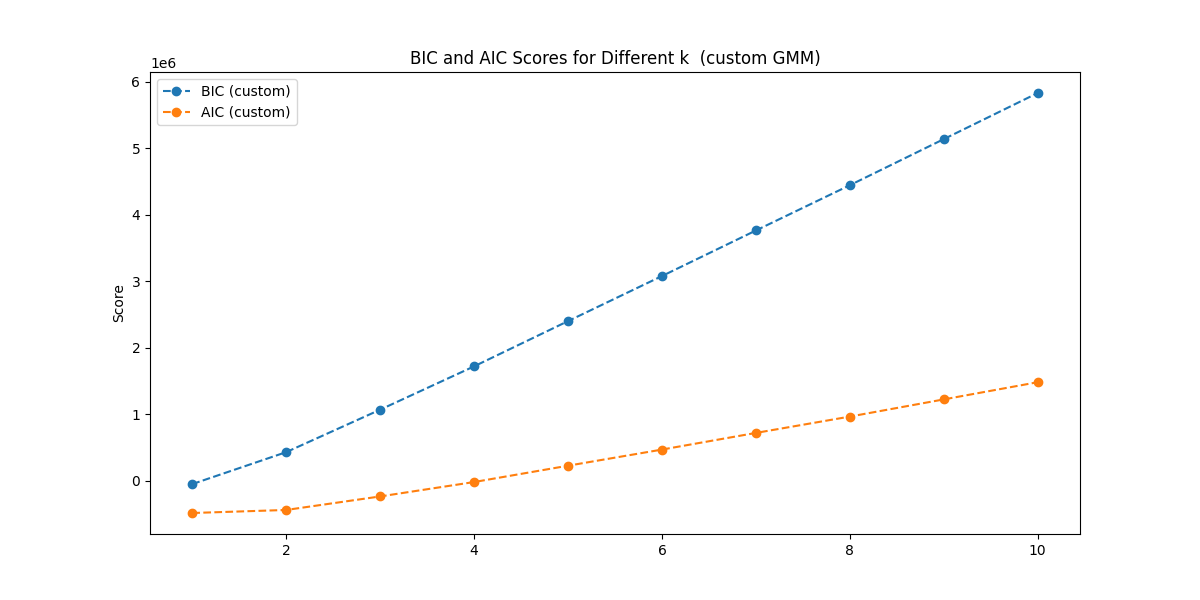 BIC and AIC Scores for Different k  (custom GMM)
1e6
BIC (custom)
AIC (custom)
Score
6
5
4
3
2
1
0
2
4
6
8
10